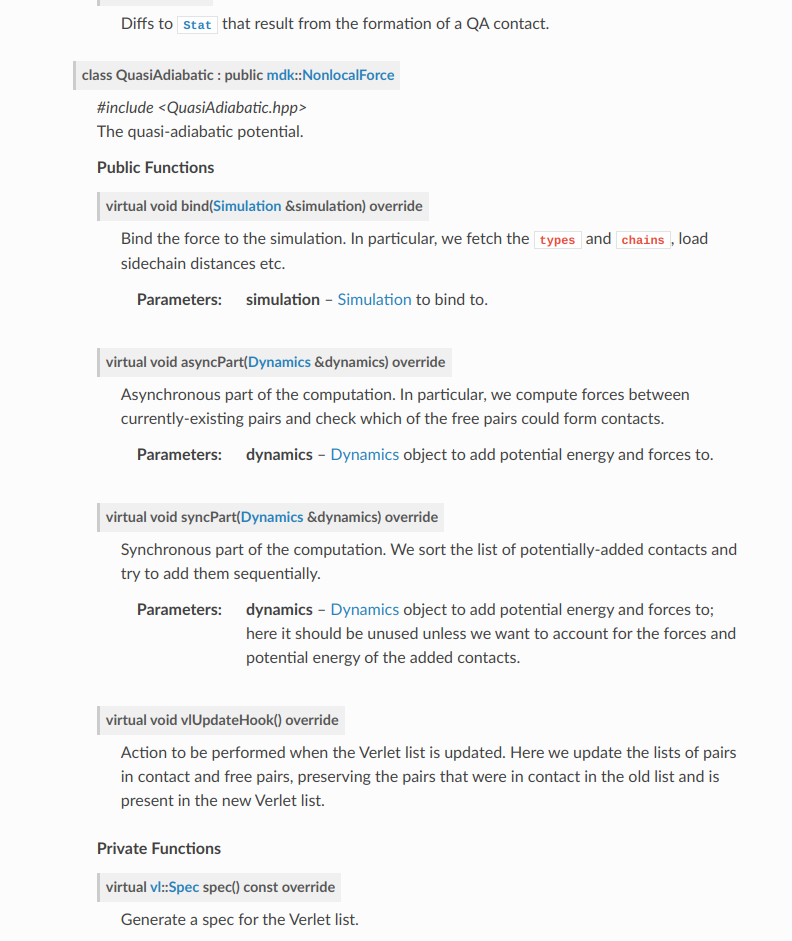 Diffs to Stat that result from the formation of a QA contact.
class QuasiAdiabatic : public mdk::NonlocalForce
#include <QuasiAdiabatic.hpp>
The quasi-adiabatic potential.
Public Functions
virtual void bind(Simulation &simulation) override
Bind the force to the simulation. In particular, we fetch the types and chains, load
sidechain distances etc.
Parameters: simulation – Simulation to bind to.
virtual void asyncPart(Dynamics &dynamics) override
Asynchronous part of the computation. In particular, we compute forces between
currently-existing pairs and check which of the free pairs could form contacts.
Parameters: dynamics – Dynamics object to add potential energy and forces to.
virtual void syncPart(Dynamics &dynamics) override
Synchronous part of the computation. We sort the list of potentially-added contacts and
try to add them sequentially.
Parameters: dynamics – Dynamics object to add potential energy and forces to;
here it should be unused unless we want to account for the forces and
potential energy of the added contacts.
virtual void vlUpdateHook() override
Action to be performed when the Verlet list is updated. Here we update the lists of pairs
in contact and free pairs, preserving the pairs that were in contact in the old list and is
present in the new Verlet list.
Private Functions
virtual vl::Spec spec() const override
Generate a spec for the Verlet list.